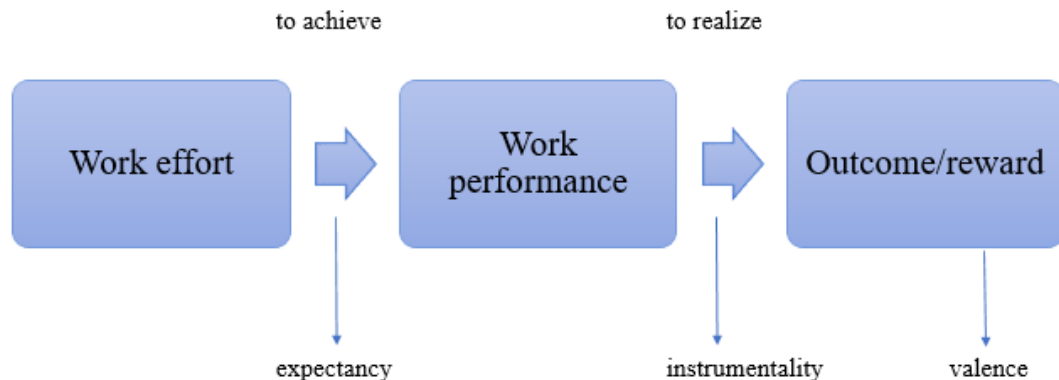 to achieve
to realize
Work effort
Work
performance
Outcome/reward
expectancy
instrumentality
valence